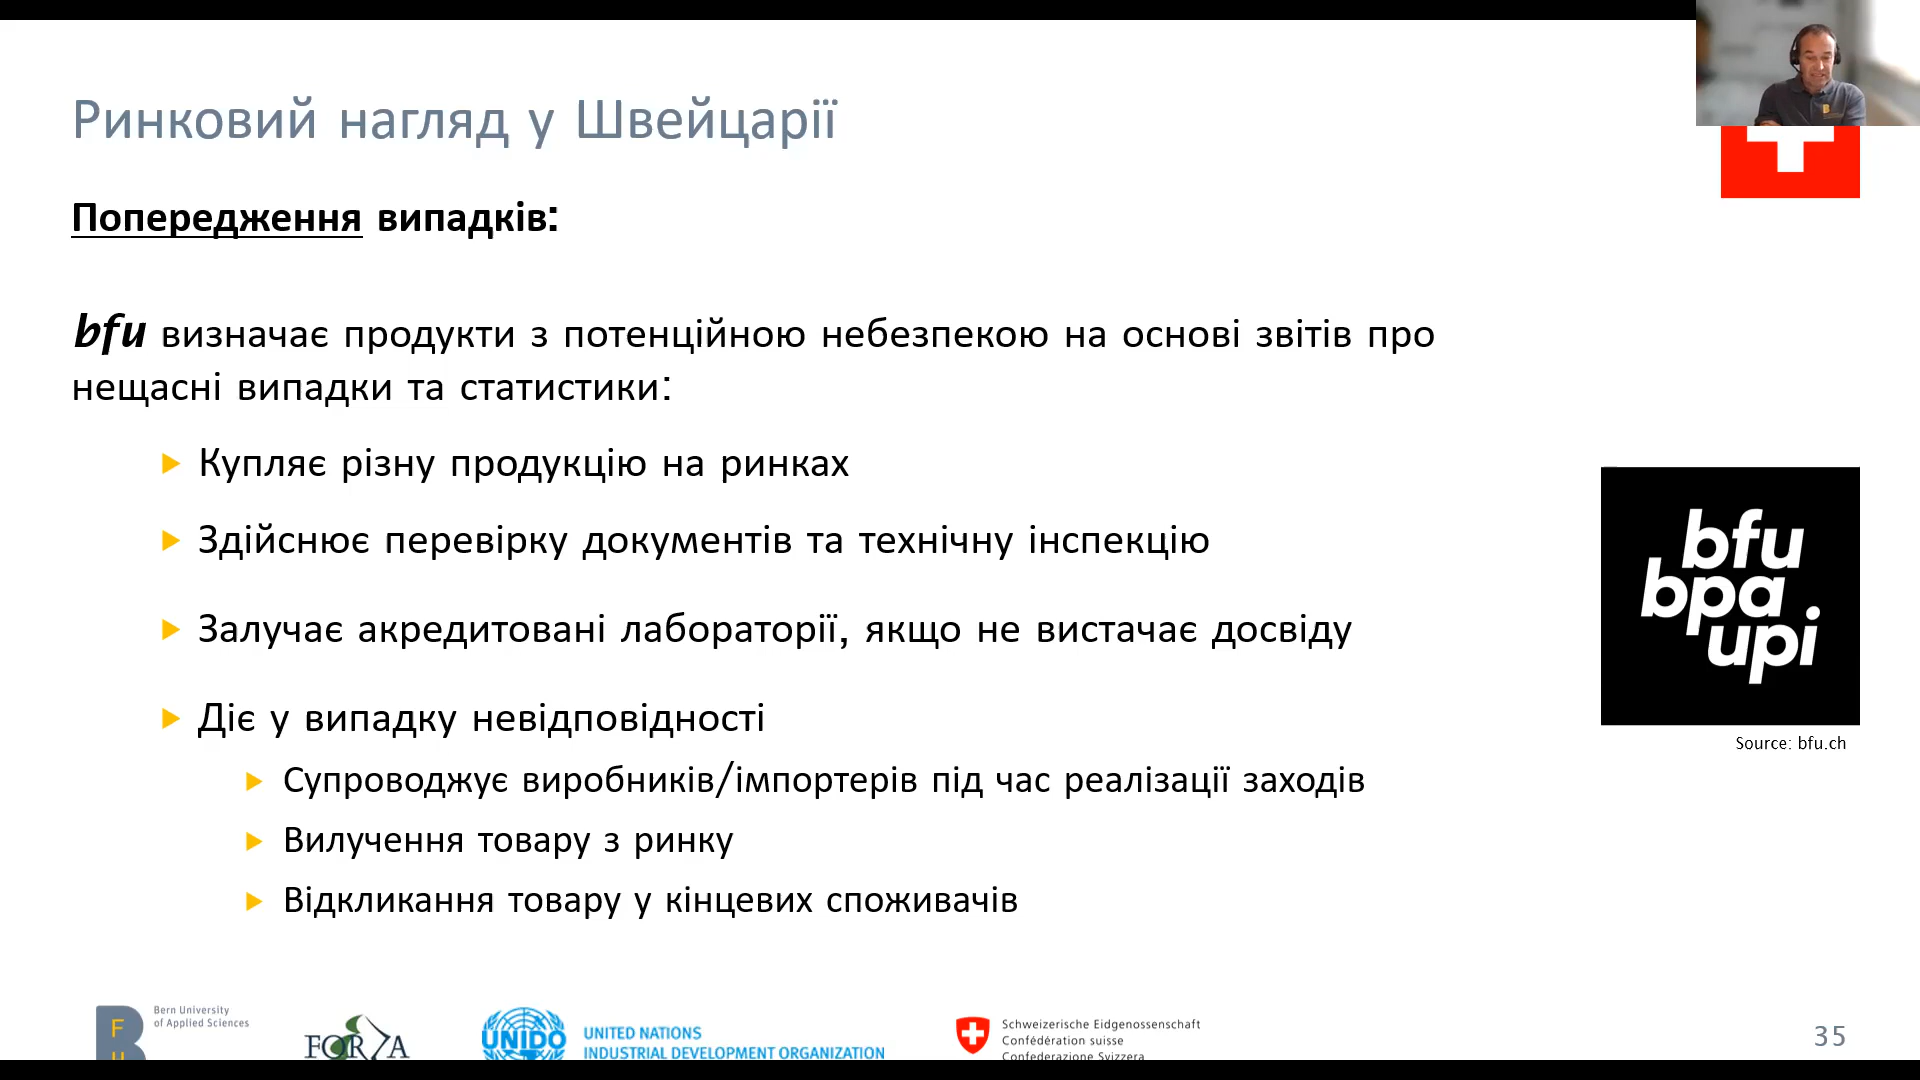 Ринковий нагляд у Швейцарії
Попередження випадків:
bfu визначає продукти з потенційною небезпекою на основі звітів про
нещасні випадки та статистики:
Купляє різну продукцію на ринках
Здійснює перевірку документів та технічну інспекцію
Залучає акредитовані лабораторії, якщо не вистачає досвіду
Діє у випадку невідповідності
Супроводжує виробників/імпортерів під час реалізації заходів
Вилучення товару з ринку
Відкликання товару у кінцевих споживачів
bfu
bpa
upi
Source: bfu.ch
B
F
H
Bern University
of Applied Sciences
FORZA
UNIDO
UNITED NATIONS
INDUSTRIAL DEVELOPMENT ORGANIZATION
Schweizerische Eidgenossenschaft
Confédération suisse
Confederazione Svizzera
35